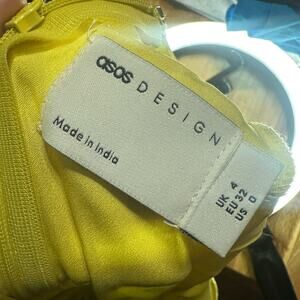 asos DESIGN
Made in India
UK 4
EU 32
US 0